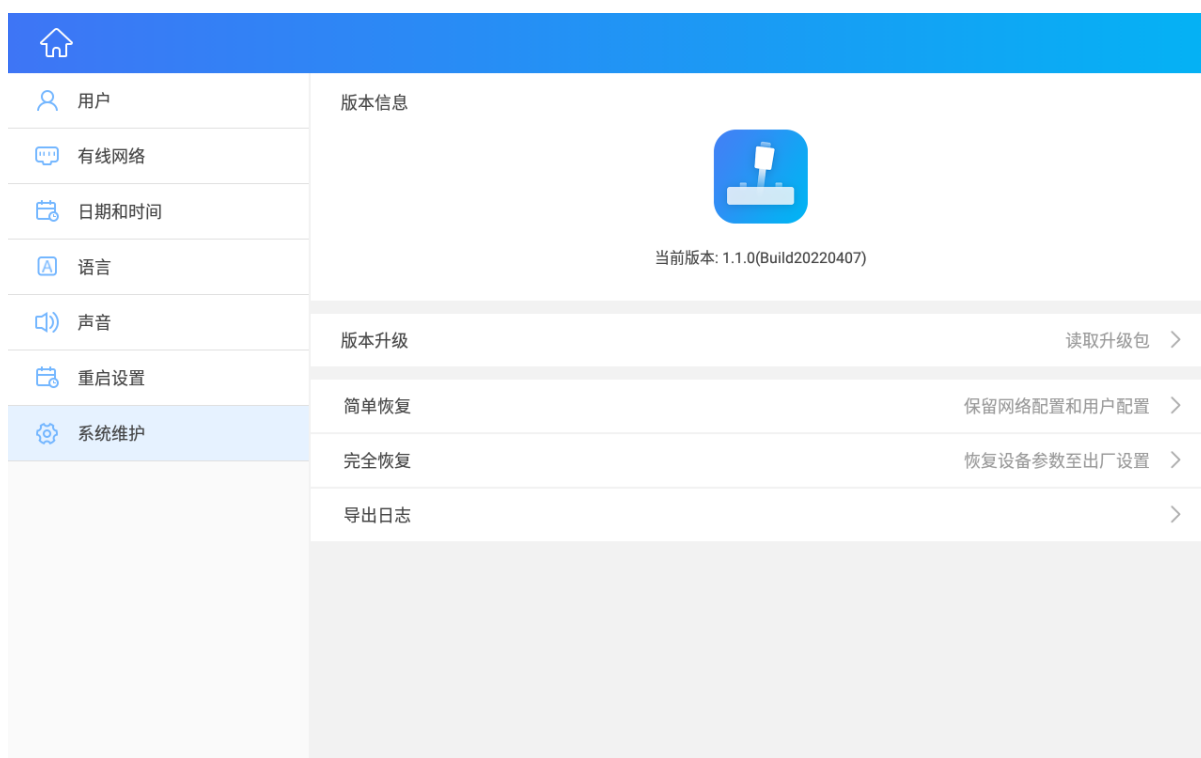 用户
有线网络
日期和时间
A 语言
声音
重启设置
系统维护
版本信息
当前版本: 1.1.0(Build20220407)
版本升级 读取升级包
简单恢复 保留网络配置和用户配置
完全恢复 恢复设备参数至出厂设置
导出日志